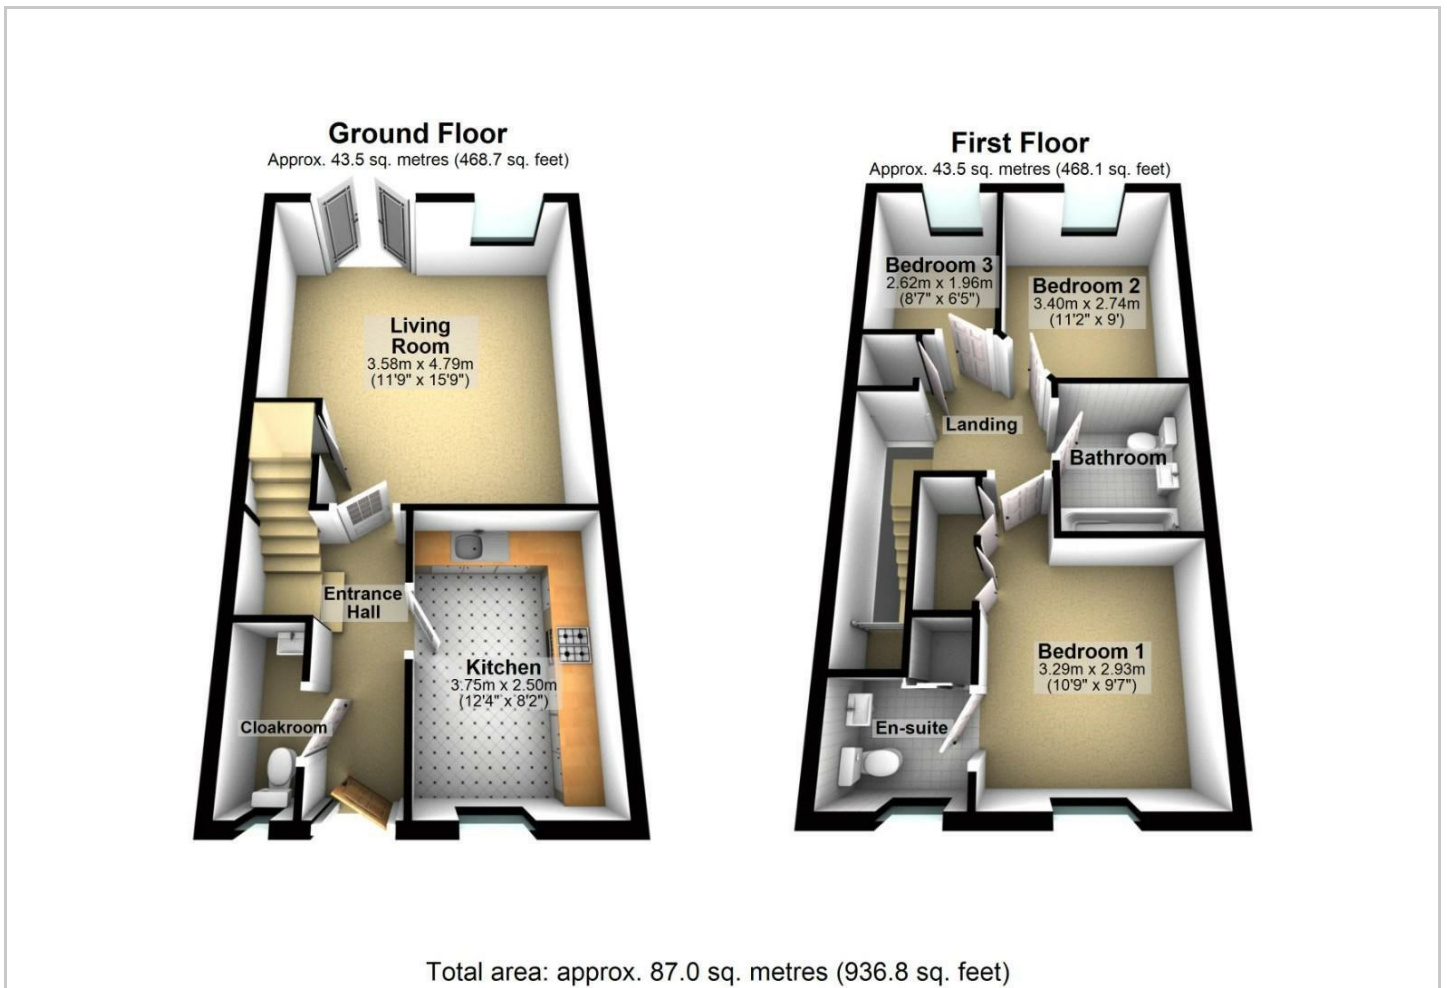 Ground Floor
Approx. 43.5 sq. metres (468.7 sq. feet)
Living
Room
3.58m x 4.79m
(11'9" x 15'9")
Entrance
Hall
Kitchen
3.75m x 2.50m
(12'4" x 8'2")
Cloakroom
First Floor
Approx. 43.5 sq. metres (468.1 sq. feet)
Bedroom 3
2.62m x 1.96m
(8'7" x 6'5")
Bedroom 2
3.40m x 2.74m
(11'2" x 9')
Landing
Bathroom
Bedroom 1
3.29m x 2.93m
(10'9" x 9'7")
En-suite
Total area: approx. 87.0 sq. metres (936.8 sq. feet)